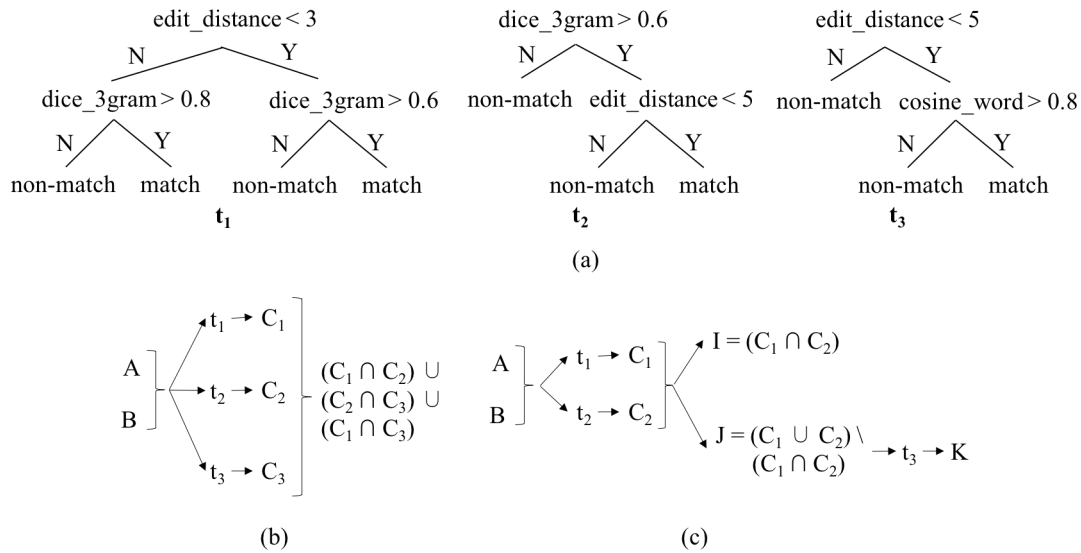 edit_distance < 3
N Y
dice_3gram > 0.8 dice_3gram > 0.6
N Y N Y
non-match match non-match match
t1
dice_3gram > 0.6
N Y
non-match edit_distance < 5
N Y
non-match match
t2
edit_distance < 5
N Y
non-match cosine_word > 0.8
N Y
non-match match
t3
(a)
A
B
t1 C1
t2 C2
t3 C3
(C1 ∩ C2) ∪
(C2 ∩ C3) ∪
(C1 ∩ C3)
(b)
A
B
t1 C1
t2 C2
I = (C1 ∩ C2)
J = (C1 ∪ C2) \
(C1 ∩ C2)
t3 K
(c)